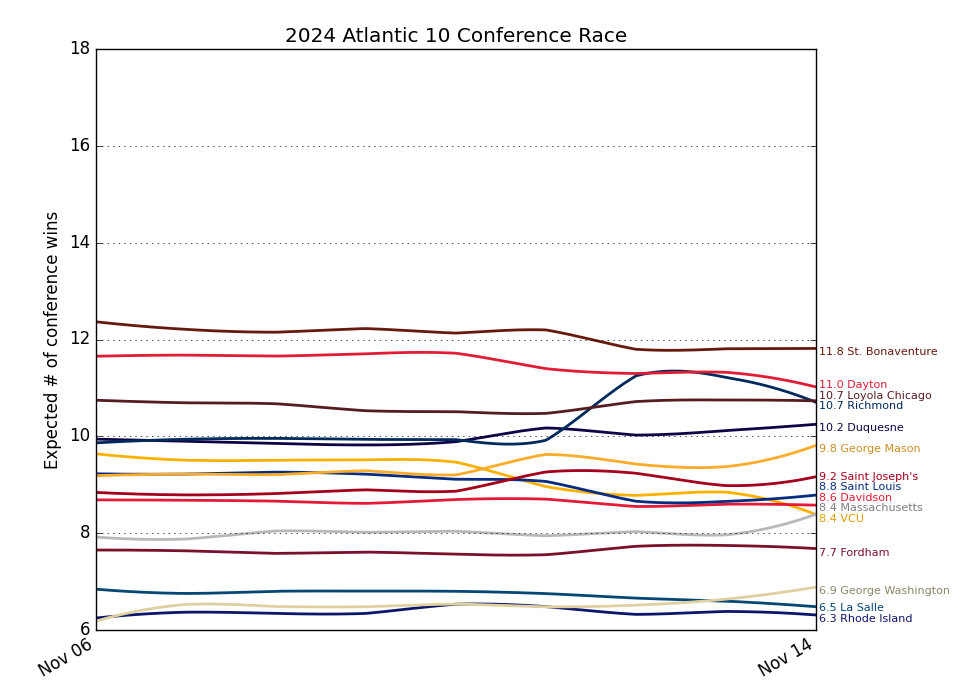 2024 Atlantic 10 Conference Race
Expected # of conference wins
18
16
14
12
10
8
6
Nov 06
Nov 14
11.8 St. Bonaventure
11.0 Dayton
10.7 Loyola Chicago
10.7 Richmond
10.2 Duquesne
9.8 George Mason
9.2 Saint Joseph's
8.8 Saint Louis
8.6 Davidson
8.4 Massachusetts
8.4 VCU
7.7 Fordham
6.9 George Washington
6.5 La Salle
6.3 Rhode Island